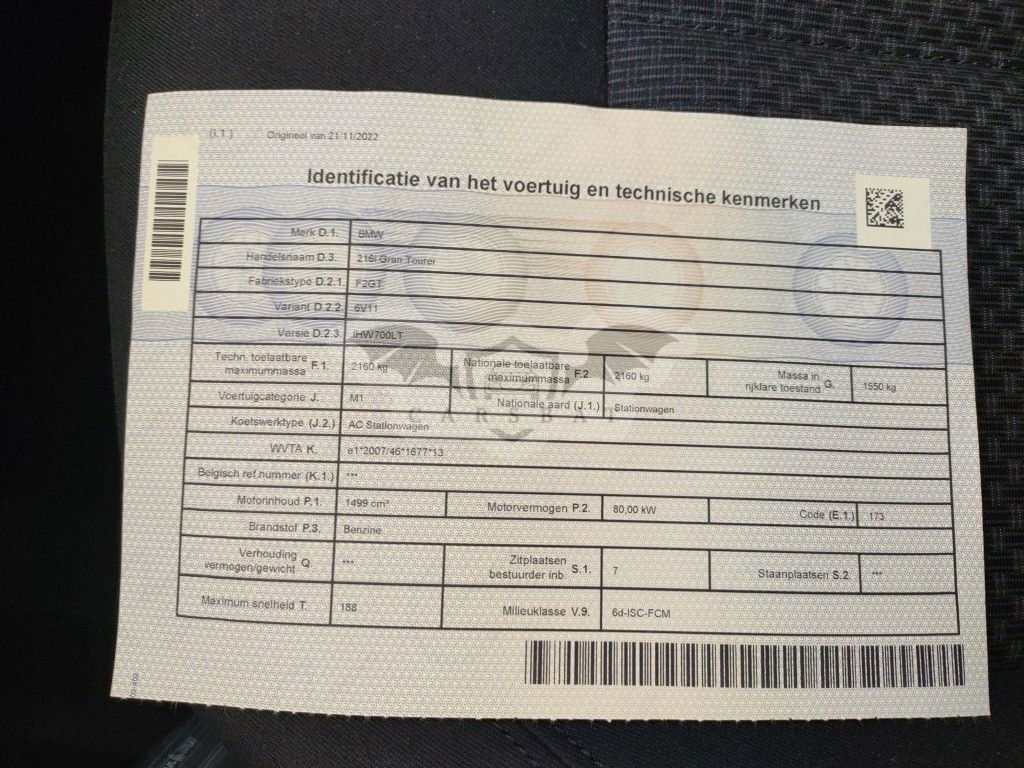 (I.1) Origineel van 21/11/2022
Identificatie van het voertuig en technische kenmerken
Merk D.1. BMW
Handelsnaam D.3. 216i Gran Tourer
Fabriekstype D.2.1. F2GT
Variant D.2.2 6V11
Versie D.2.3 IHW700LT
Techn. toelaatbare maximummassa F.1. 2160 kg Nationale toelaatbare maximummassa F.2. 2160 kg Massa in rijklare toestand G. 1550 kg
Voertuigcategorie J. M1 Nationale aard (J.1.) Stationwagen
CARSBAT
Koetswerktype (J.2.) AC Stationwagen
WVTA K. e1*2007/46*1677*13
Belgisch ref.nummer (K.1.) ***
Motorinhoud P.1. 1499 cm³ Motorvermogen P.2. 80,00 kW Code (E.1.) 173
Brandstof P.3. Benzine
Verhouding vermogen/gewicht Q. *** Zitplaatsen bestuurder inb. S.1. 7 Staanplaatsen S.2. ***
Maximum snelheid T. 188 Milieuklasse V.9. 6d-ISC-FCM